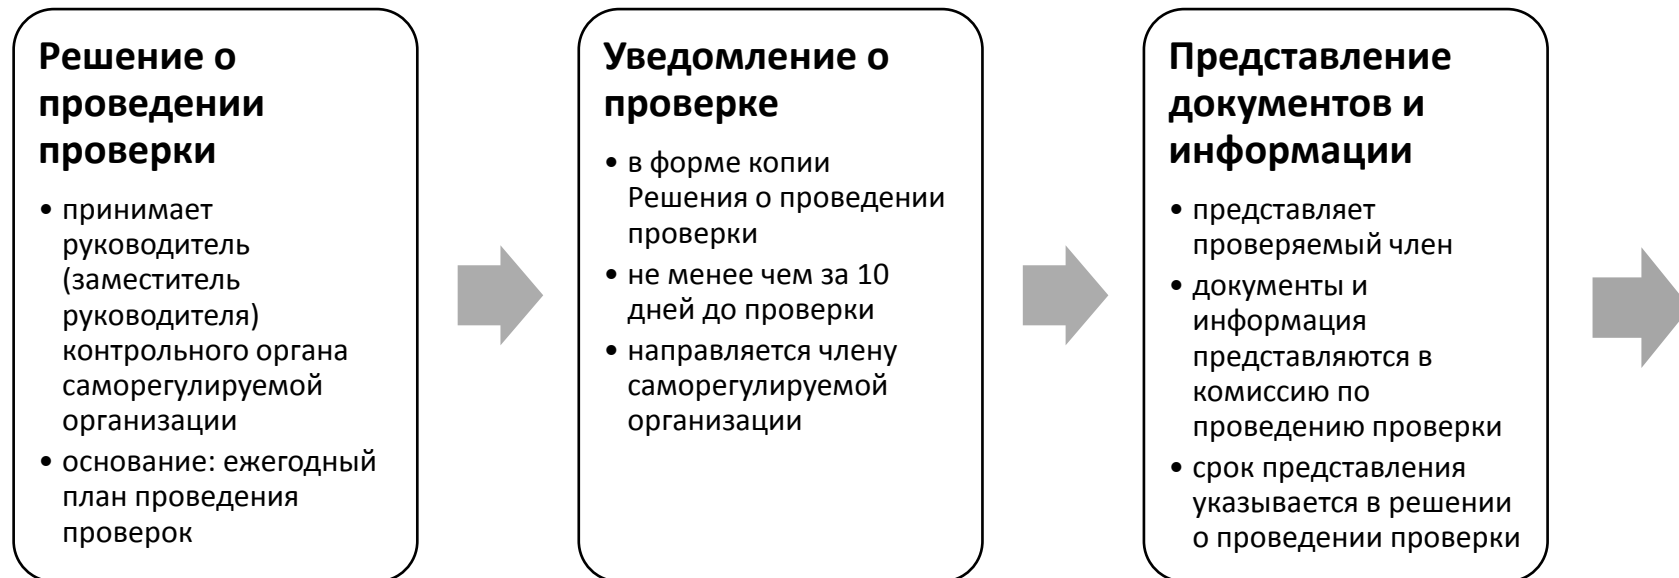 Решение о
проведении
проверки
• принимает
руководитель
(заместитель
руководителя)
контрольного органа
саморегулируемой
организации
• основание: ежегодный
план проведения
проверок
Уведомление о
проверке
• в форме копии
Решения о проведении
проверки
• не менее чем за 10
дней до проверки
• направляется члену
саморегулируемой
организации
Представление
документов и
информации
• представляет
проверяемый член
• документы и
информация
представляются в
комиссию по
проведению проверки
• срок представления
указывается в решении
о проведении проверки